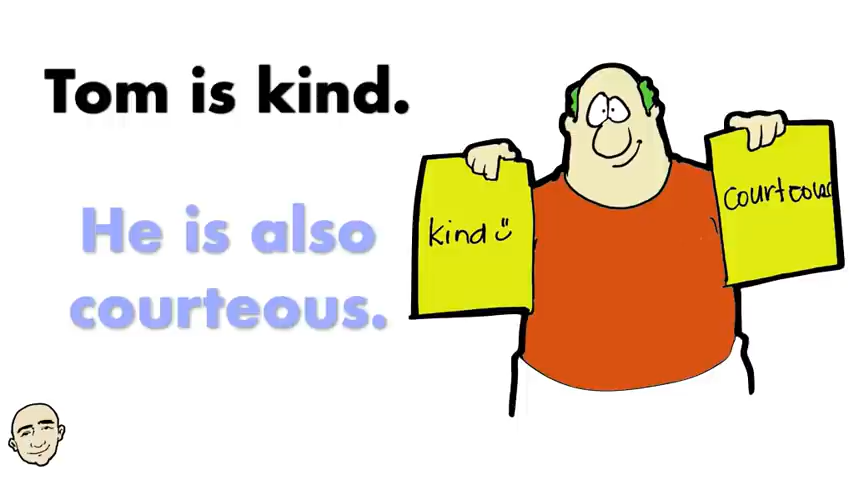 Tom is kind.
He is also
courteous.
kind
courteous